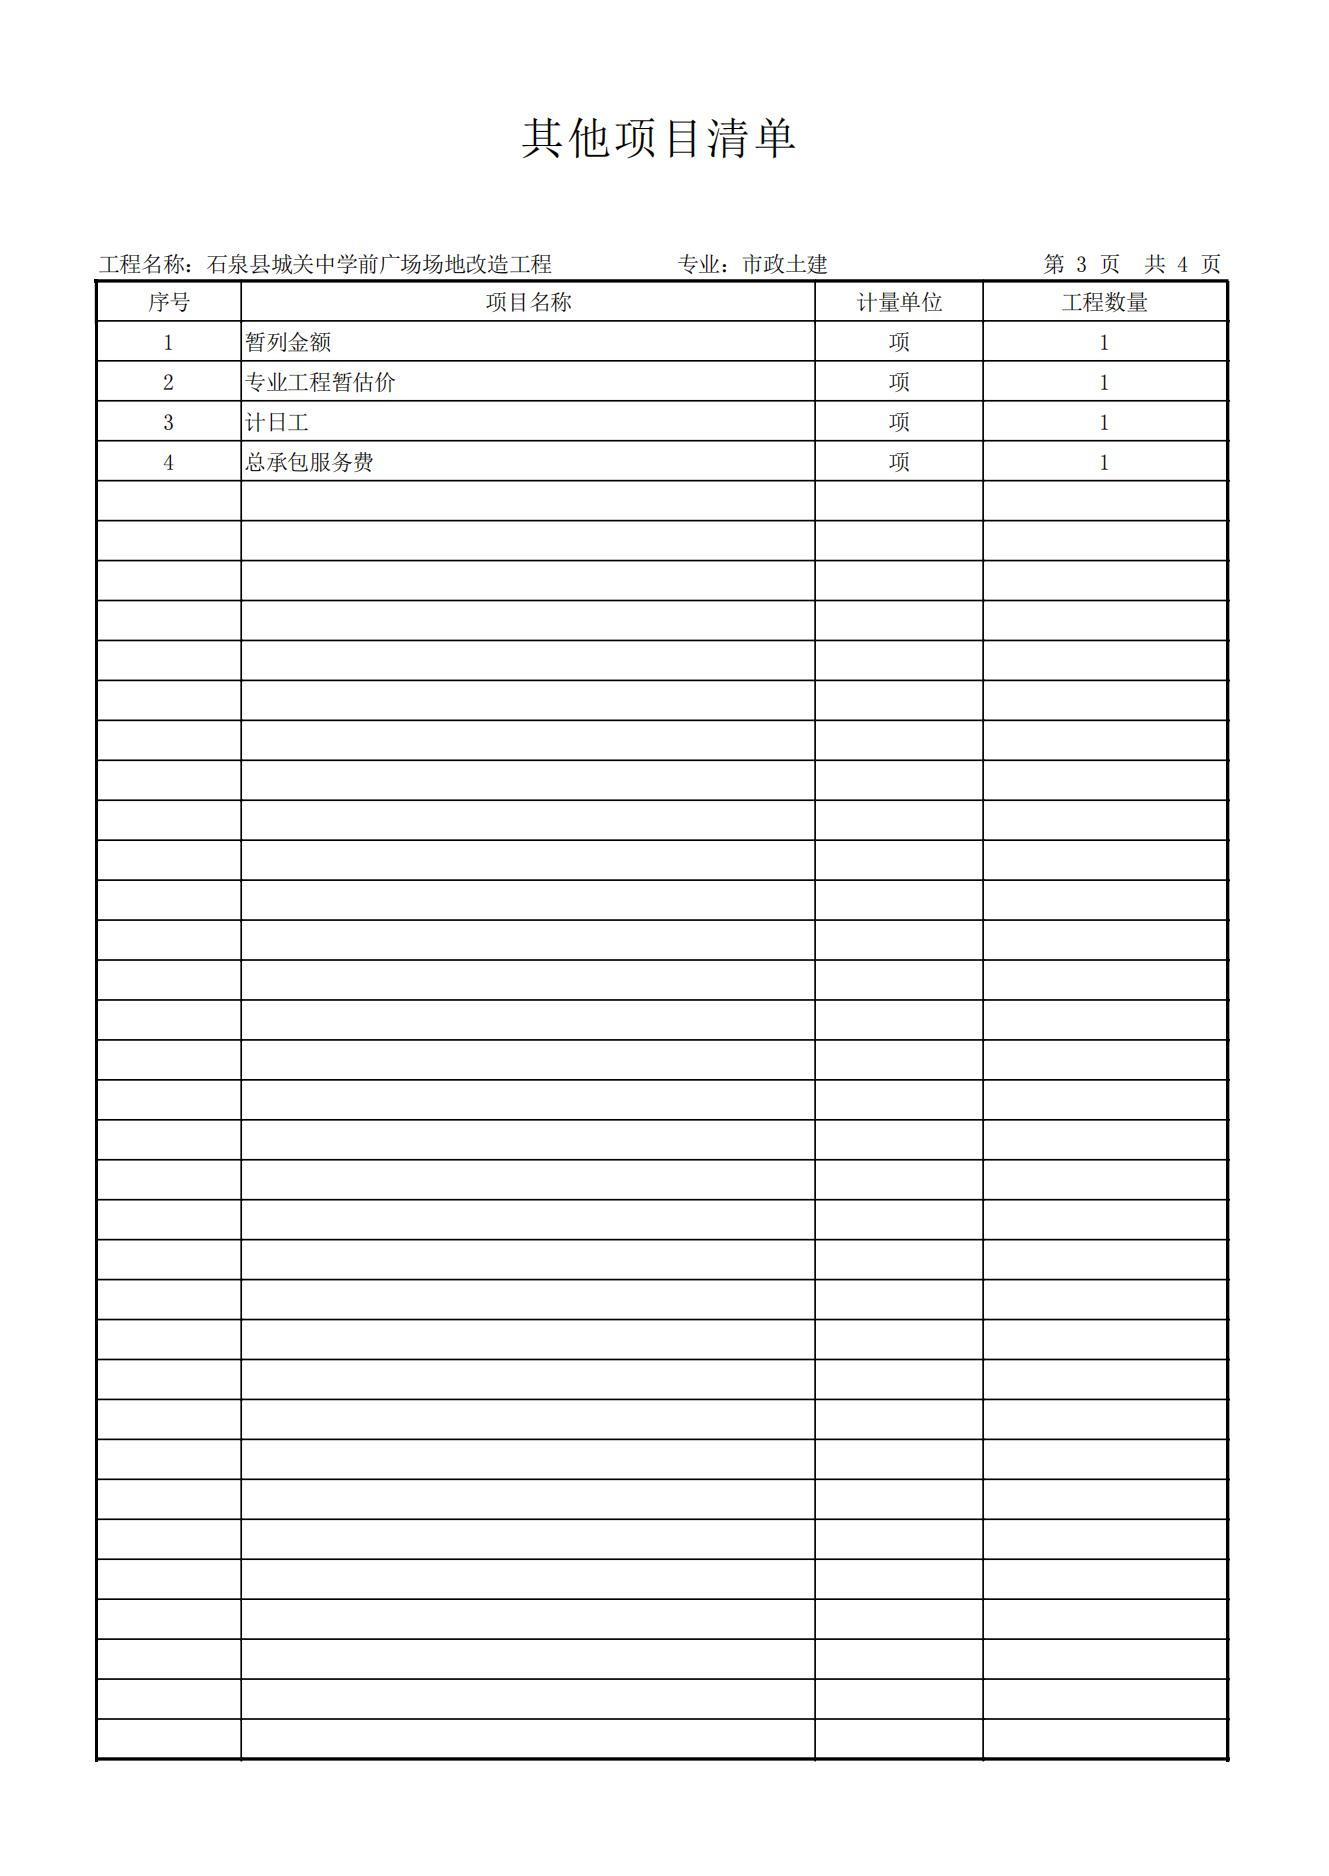 其他项目清单
工程名称：石泉县城关中学前广场场地改造工程 专业：市政土建 第 3 页 共 4 页
序号 项目名称 计量单位 工程数量
1 暂列金额 项 1
2 专业工程暂估价 项 1
3 计日工 项 1
4 总承包服务费 项 1